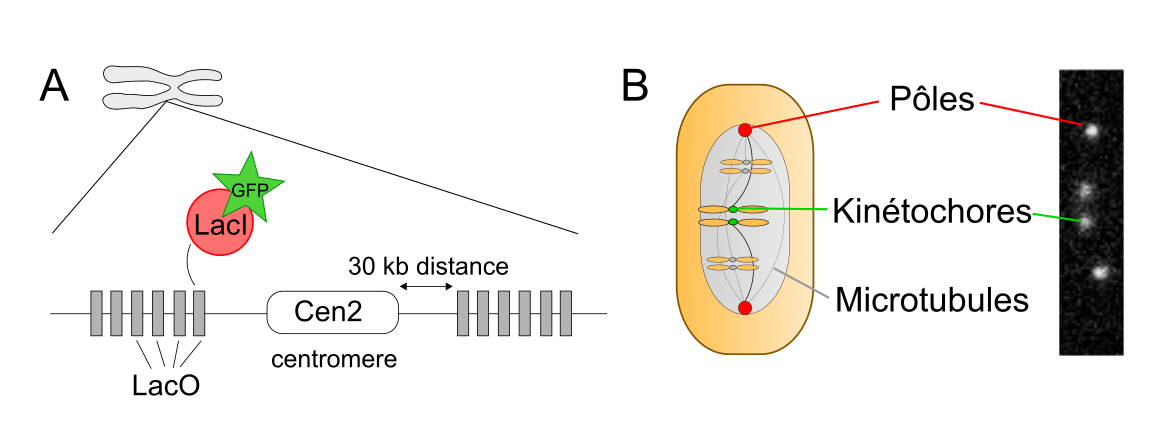 A
GFP
LacI
30 kb distance
Cen2
centromere
LacO
B
Pôles
Kinétochores
Microtubules